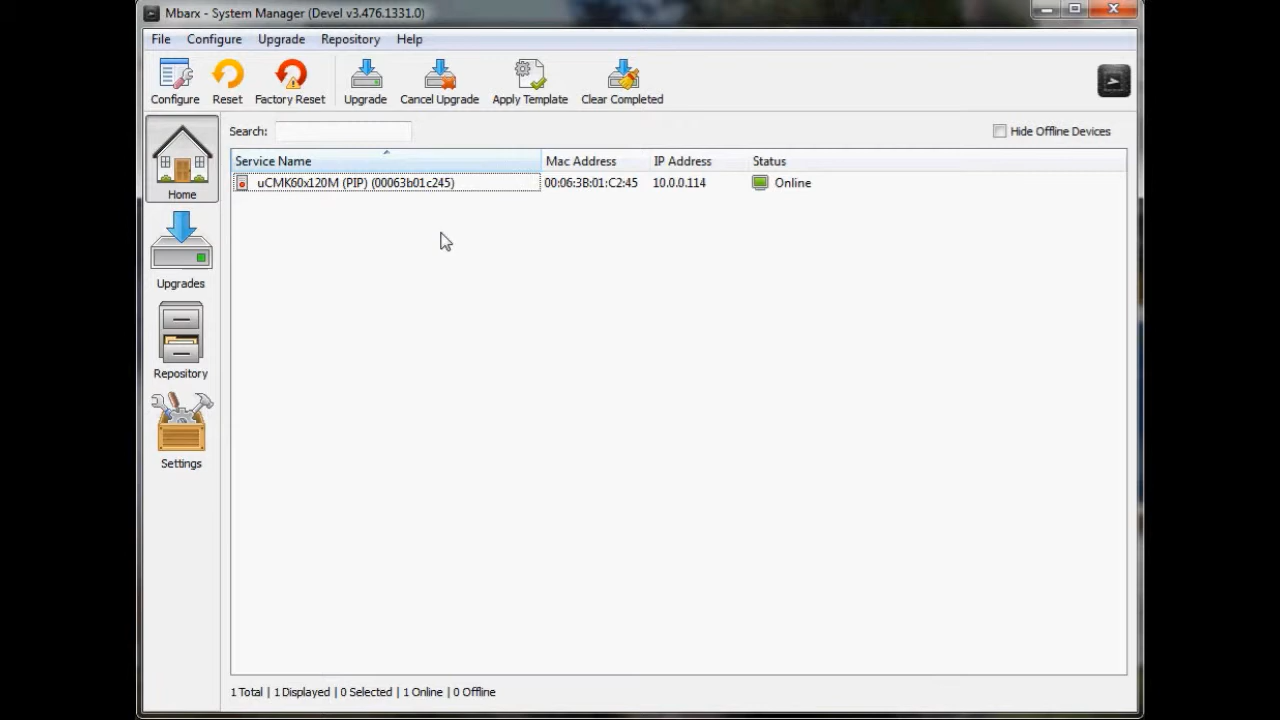 Mbarx - System Manager (Devel v3.476.1331.0)
File Configure Upgrade Repository Help
Configure Reset Factory Reset Upgrade Cancel Upgrade Apply Template Clear Completed
Search: Hide Offline Devices
Service Name Mac Address IP Address Status
uCMK60x120M (PIP) (00063b01c245) 00:06:3B:01:C2:45 10.0.0.114 Online
Home
Upgrades
Repository
Settings
1 Total | 1 Displayed | 0 Selected | 1 Online | 0 Offline